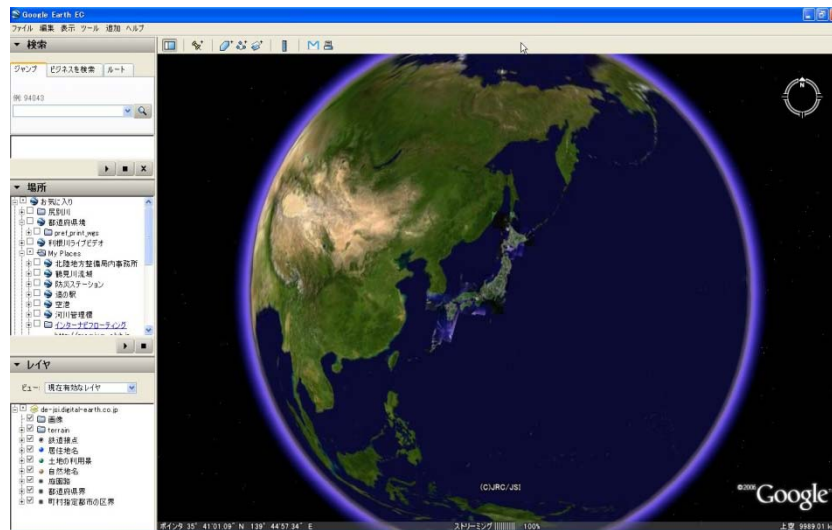 Google Earth EC
ファイル 編集 表示 ツール 追加 ヘルプ
検索
ジャンプ ビジネスを検索 ルート
例: 94043
場所
お気に入り
尻別川
都道府県境
pref_print_wgs
利根川ライブビデオ
My Places
北陸地方整備局内事務所
鶴見川流域
防災ステーション
道の駅
空港
河川管理標
インターナビフローティング
レイヤ
ビュー: 現在有効なレイヤ
de-jsi.digital-earth.co.jp
画像
terrain
鉄道接点
居住地名
土地の利用景
自然地名
都道府県界
町村指定都市の区界
N
(C)JRC/JSI
©2006 Google
ポインタ 35° 41'01.09" N 139° 44'57.34" E ストリーミング 100% 上空 9989.01